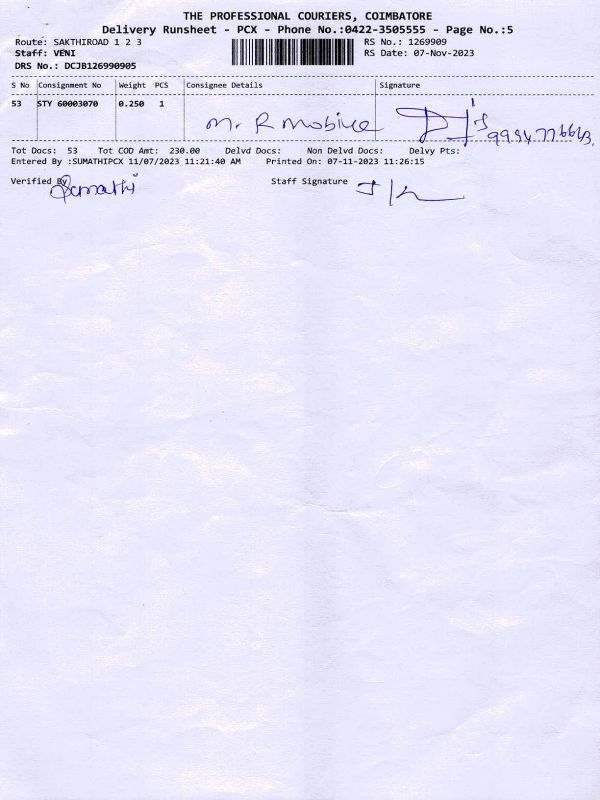 THE PROFESSIONAL COURIERS, COIMBATORE
Delivery Runsheet - PCX - Phone No.:0422-3505555 - Page No.:5
Route: SAKTHIROAD 1 2 3 RS No.: 1269909
Staff: VENI RS Date: 07-Nov-2023
DRS No.: DCJB126990905
S No Consignment No Weight PCS Consignee Details Signature
53 STY 60003070 0.250 1
Mr R mobile
Tot Docs: 53 Tot COD Amt: 230.00 Delvd Docs: Non Delvd Docs: Delvy Pts:
Entered By :SUMATHIPCX 11/07/2023 11:21:40 AM Printed On: 07-11-2023 11:26:15
Verified By Sumathi Staff Signature